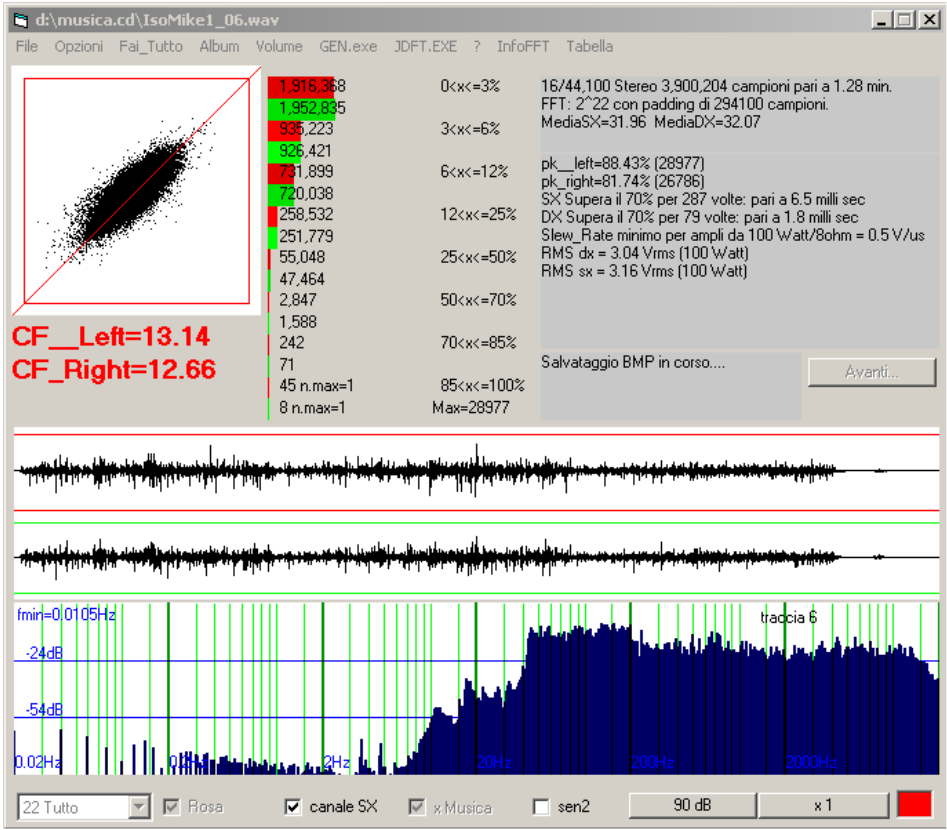 d:\musica.cd\IsoMike1_06.wav
File Opzioni Fai_Tutto Album Volume GEN.exe JDFT.EXE ? InfoFFT Tabella
1,916,368 0<x<=3%
1,952,835
935,223 3<x<=6%
926,421
731,899 6<x<=12%
720,038
258,532 12<x<=25%
251,779
55,048 25<x<=50%
47,464
2,847 50<x<=70%
1,588
242 70<x<=85%
71
45 n.max=1 85<x<=100%
8 n.max=1 Max=28977
CF__Left=13.14
CF_Right=12.66
16/44,100 Stereo 3,900,204 campioni pari a 1.28 min.
FFT: 2^22 con padding di 294100 campioni.
MediaSX=31.96 MediaDX=32.07
pk__left=88.43% (28977)
pk_right=81.74% (26786)
SX Supera il 70% per 287 volte: pari a 6.5 milli sec
DX Supera il 70% per 79 volte: pari a 1.8 milli sec
Slew_Rate minimo per ampli da 100 Watt/8ohm = 0.5 V/us
RMS dx = 3.04 Vrms (100 Watt)
RMS sx = 3.16 Vrms (100 Watt)
Salvataggio BMP in corso....
Avanti...
fmin=0.0105Hz
traccia 6
-24dB
-54dB
0.02Hz 0.2Hz 2Hz 20Hz 200Hz 2000Hz
22 Tutto Rosa canale SX x Musica sen2 90 dB x 1